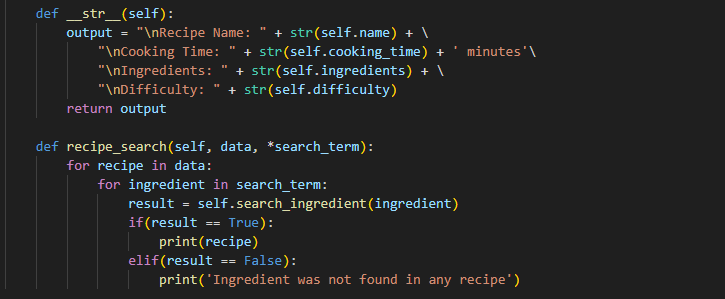 def __str__(self):
output = "\nRecipe Name: " + str(self.name) + \
"\nCooking Time: " + str(self.cooking_time) + ' minutes'\
"\nIngredients: " + str(self.ingredients) + \
"\nDifficulty: " + str(self.difficulty)
return output
def recipe_search(self, data, *search_term):
for recipe in data:
for ingredient in search_term:
result = self.search_ingredient(ingredient)
if(result == True):
print(recipe)
elif(result == False):
print('Ingredient was not found in any recipe')